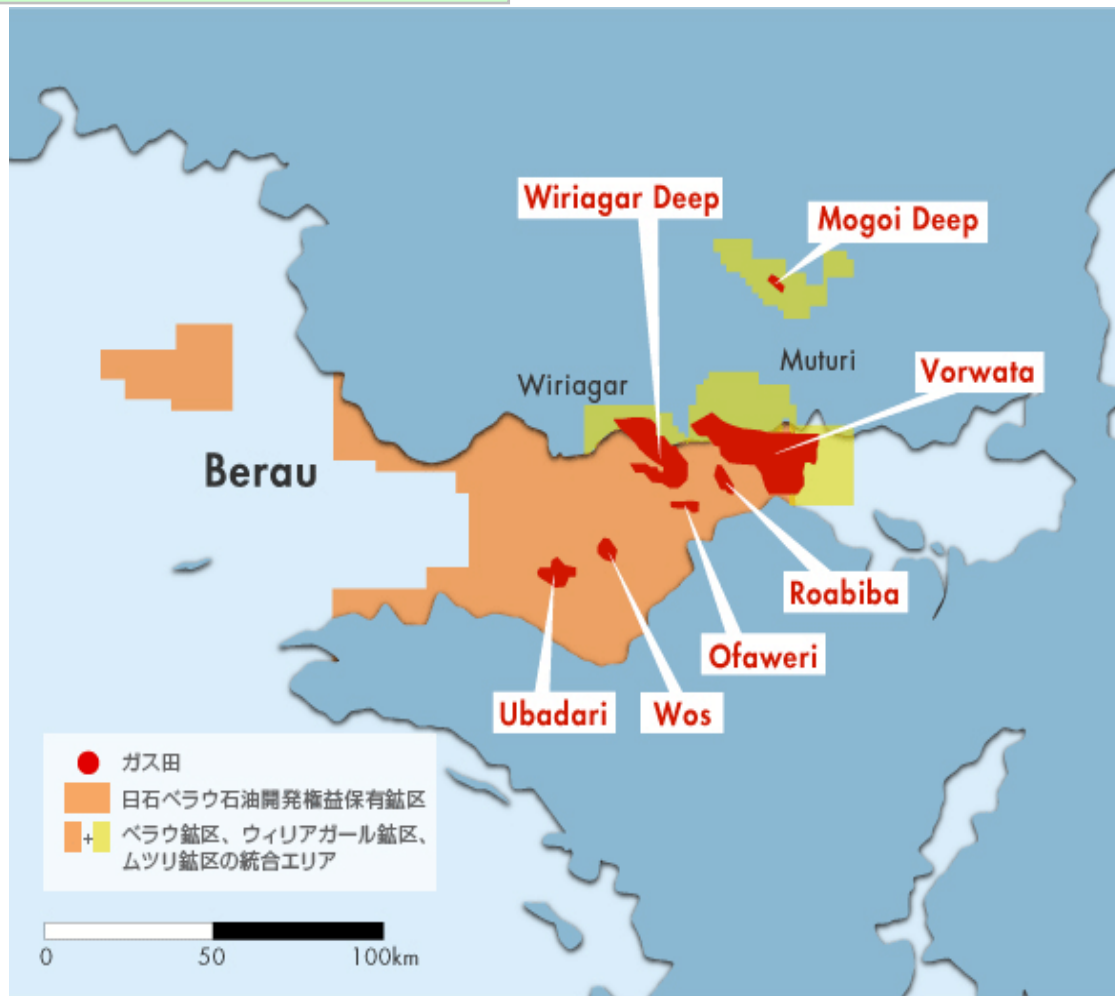 Wiriagar Deep
Mogoi Deep
Muturi
Wiriagar
Vorwata
Berau
Roabiba
Ofaweri
Ubadari
Wos
ガス田
日石ベラウ石油開発権益保有鉱区
+
ベラウ鉱区、ウィリアガール鉱区、
ムツリ鉱区の統合エリア
0 50 100km